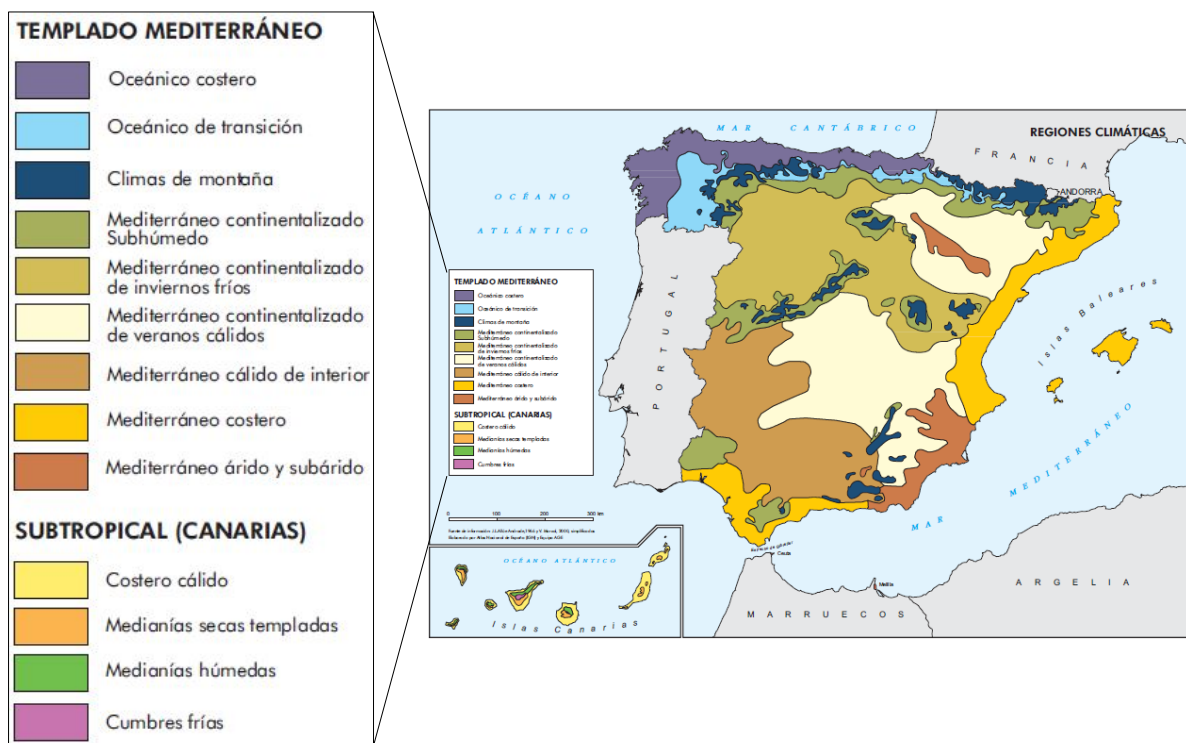 TEMPLADO MEDITERRÁNEO
Oceánico costero
Oceánico de transición
Climas de montaña
Mediterráneo continentalizado
Subhúmedo
Mediterráneo continentalizado
de inviernos fríos
Mediterráneo continentalizado
de veranos cálidos
Mediterráneo cálido de interior
Mediterráneo costero
Mediterráneo árido y subárido
SUBTROPICAL (CANARIAS)
Costero cálido
Medianías secas templadas
Medianías húmedas
Cumbres frías
REGIONES CLIMÁTICAS
MAR CANTÁBRICO
FRANCIA
ANDORRA
OCÉANO
ATLÁNTICO
PORTUGAL
Islas Baleares
MAR MEDITERRÁNEO
TEMPLADO MEDITERRÁNEO
Oceánico costero
Oceánico de transición
Climas de montaña
Mediterráneo continentalizado
Subhúmedo
Mediterráneo continentalizado
de inviernos fríos
Mediterráneo continentalizado
de veranos cálidos
Mediterráneo cálido de interior
Mediterráneo costero
Mediterráneo árido y subárido
SUBTROPICAL (CANARIAS)
Costero cálido
Medianías secas templadas
Medianías húmedas
Cumbres frías
0 100 200 300 km
OCÉANO ATLÁNTICO
Islas Canarias
Ceuta
Melilla
MARRUECOS
ARGELIA